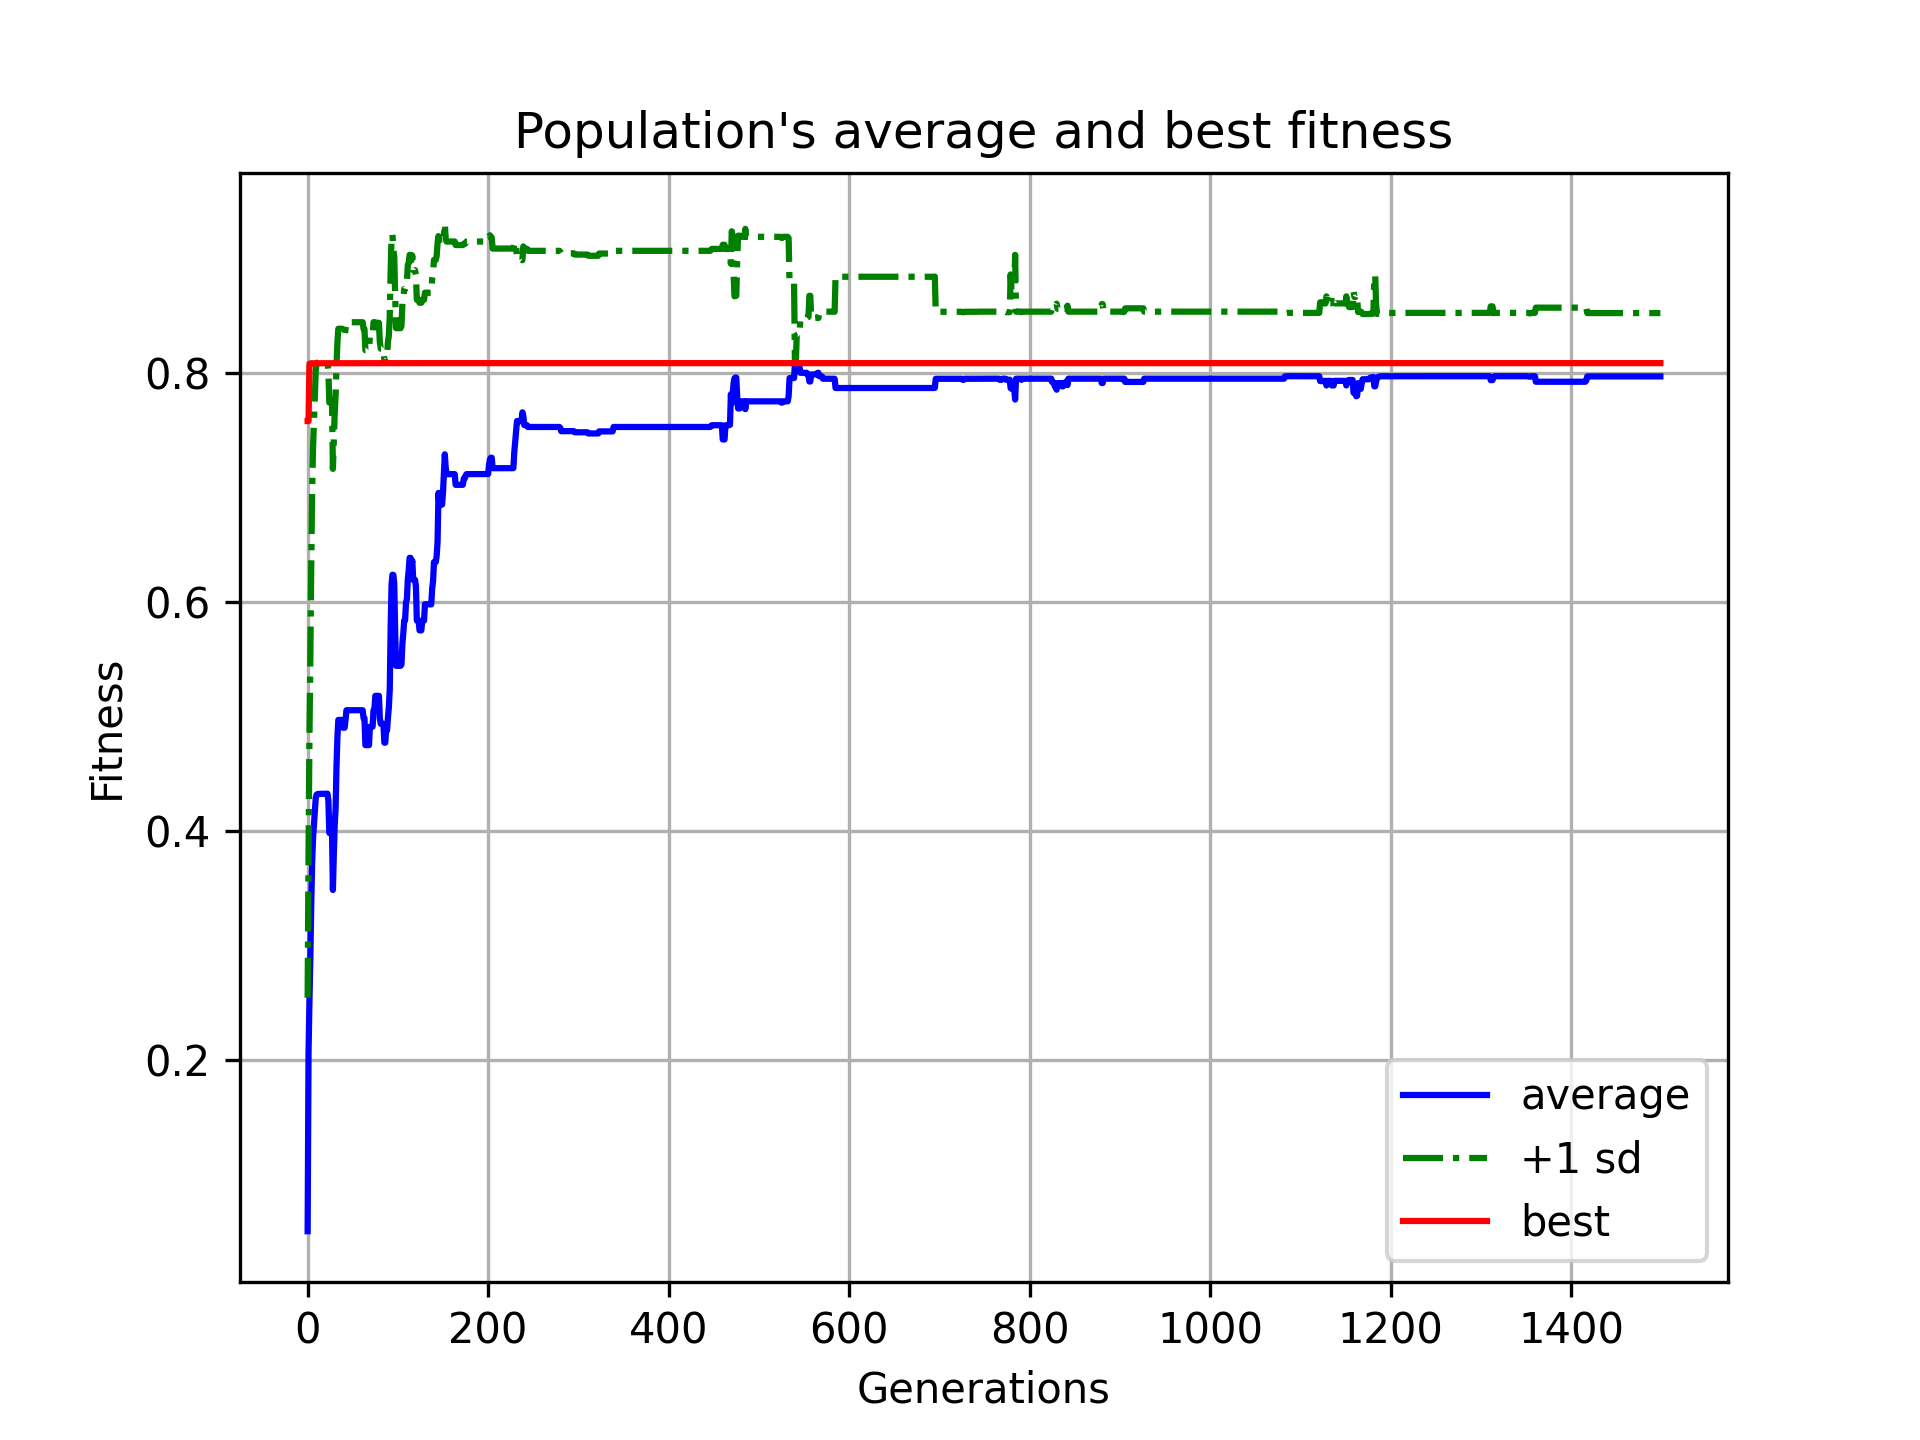 Population's average and best fitness
Fitness
0.8
0.6
0.4
0.2
0 200 400 600 800 1000 1200 1400
Generations
average
+1 sd
best